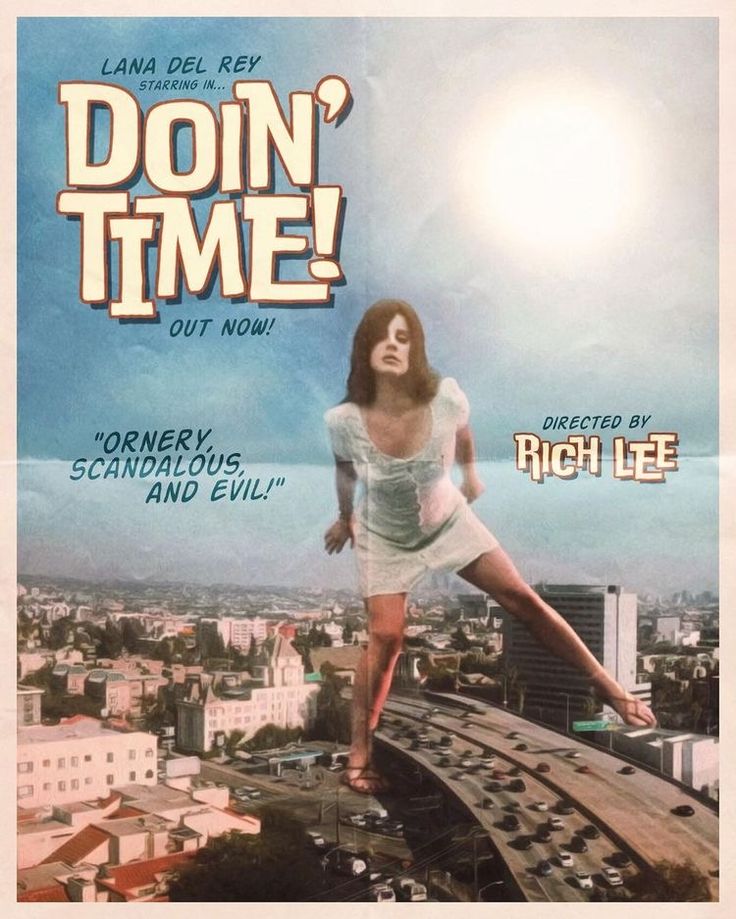 LANA DEL REY
STARRING IN...
DOIN'
TIME!
OUT NOW!
"ORNERY,
SCANDALOUS,
AND EVIL!"
DIRECTED BY
RICH LEE